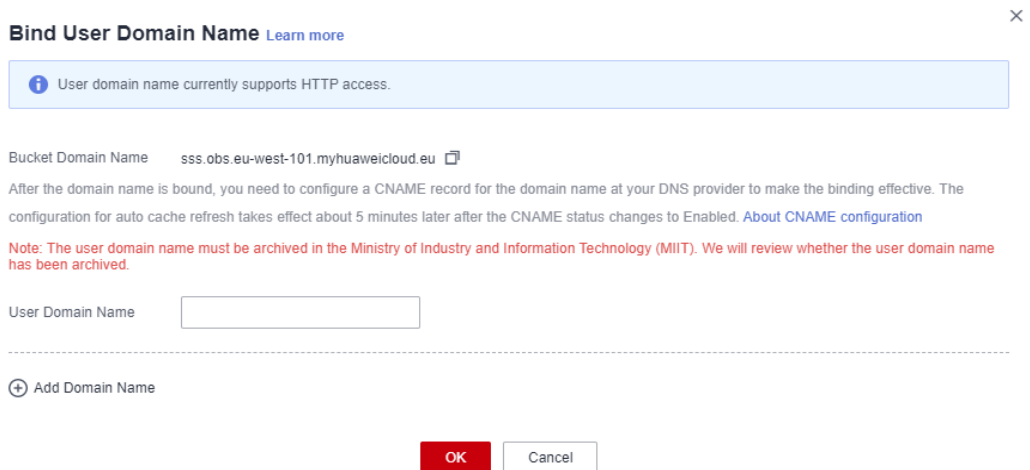 Bind User Domain Name Learn more
User domain name currently supports HTTP access.
Bucket Domain Name sss.obs.eu-west-101.myhuaweicloud.eu
After the domain name is bound, you need to configure a CNAME record for the domain name at your DNS provider to make the binding effective. The
configuration for auto cache refresh takes effect about 5 minutes later after the CNAME status changes to Enabled. About CNAME configuration
Note: The user domain name must be archived in the Ministry of Industry and Information Technology (MIIT). We will review whether the user domain name
has been archived.
User Domain Name
Add Domain Name
OK Cancel